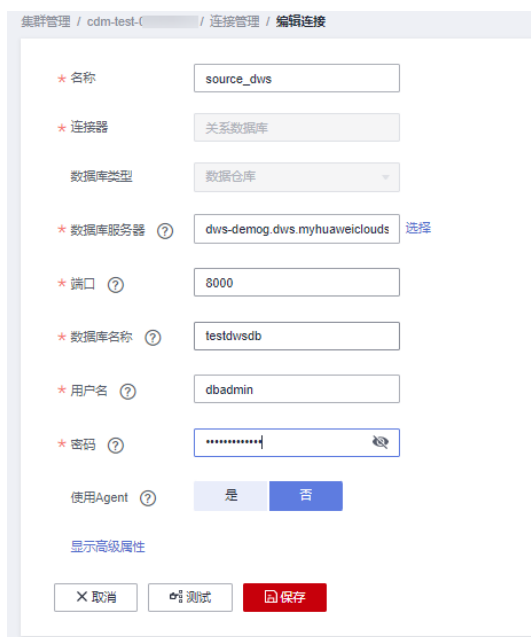 集群管理 / cdm-test- / 连接管理 / 编辑连接
* 名称 source_dws
* 连接器 关系数据库
数据库类型 数据仓库
* 数据库服务器 ? dws-demog.dws.myhuaweiclouds 选择
* 端口 ? 8000
* 数据库名称 ? testdwsdb
* 用户名 ? dbadmin
* 密码 ? •••••••••••••
使用Agent ? 是 否
显示高级属性
取消 测试 保存